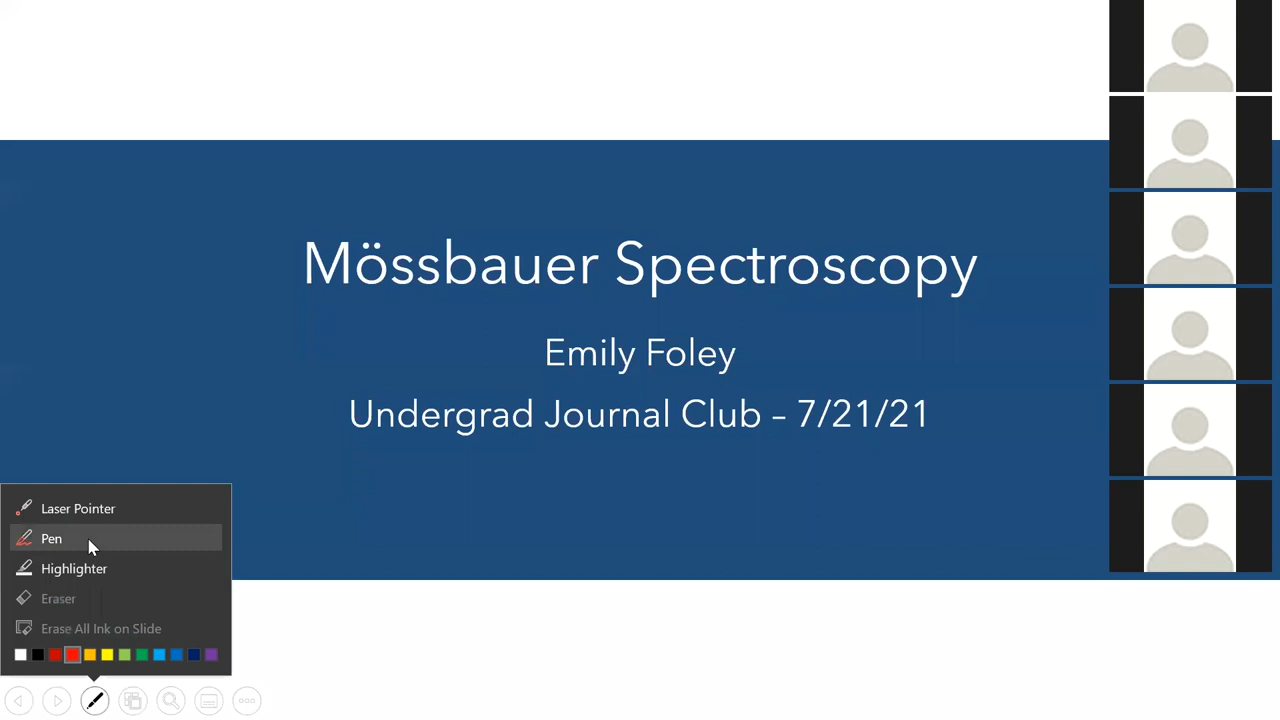 Mössbauer Spectroscopy
Emily Foley
Undergrad Journal Club – 7/21/21
Laser Pointer
Pen
Highlighter
Eraser
Erase All Ink on Slide